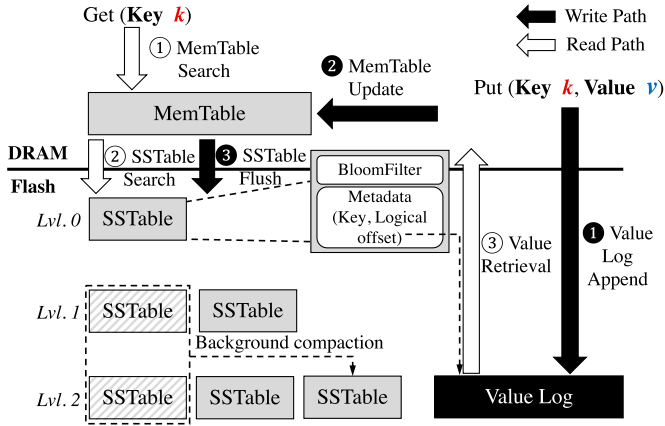 Get (Key k)
Write Path
Read Path
① MemTable
Search
❷ MemTable
Update
Put (Key k, Value v)
MemTable
DRAM
Flash
② SSTable
Search
❸ SSTable
Flush
BloomFilter
Metadata
(Key, Logical
offset)
Lvl. 0
SSTable
③ Value
Retrieval
❶ Value
Log
Append
Lvl. 1
SSTable
SSTable
Background compaction
Lvl. 2
SSTable
SSTable
SSTable
Value Log